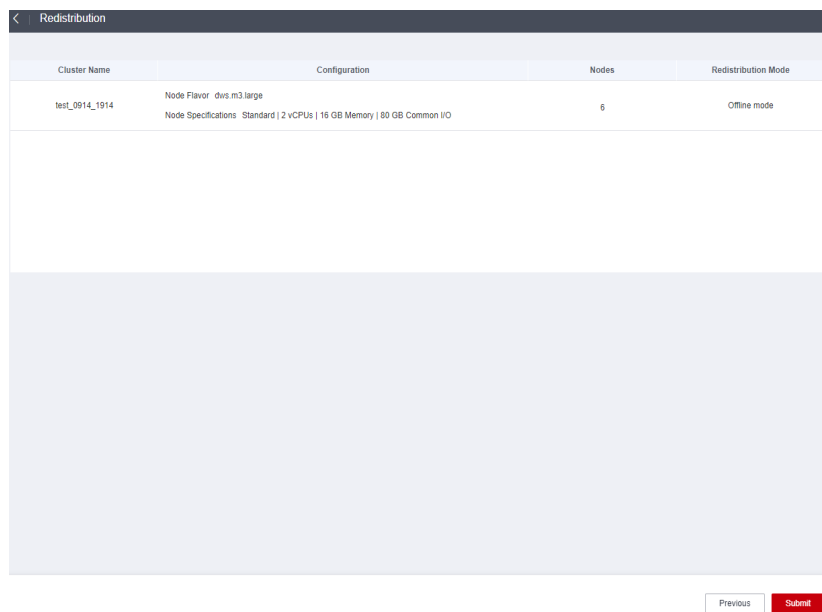 Redistribution
Cluster Name Configuration Nodes Redistribution Mode
Node Flavor dws.m3.large
test_0914_1914 6 Offline mode
Node Specifications Standard | 2 vCPUs | 16 GB Memory | 80 GB Common I/O
Previous Submit